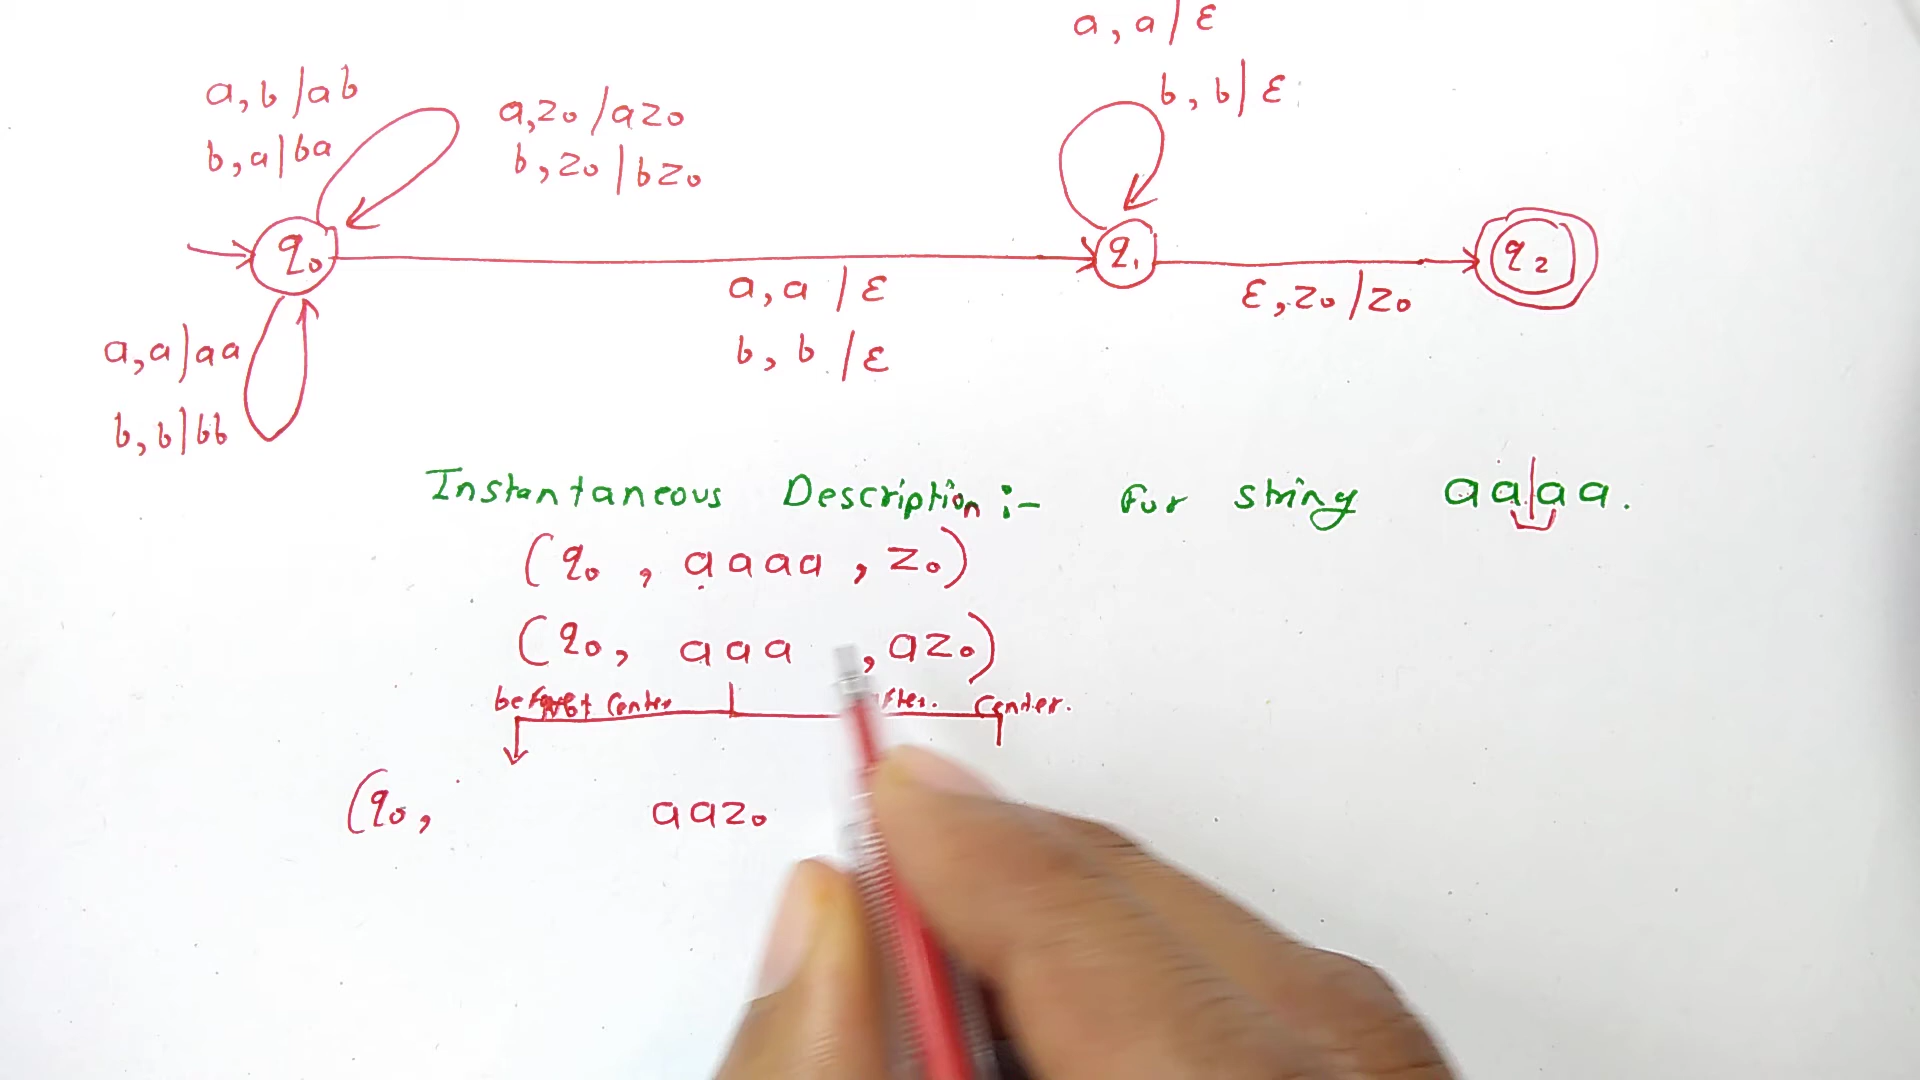 a, a / ε
b, b | ε
a, b / ab
b, a | ba
a, z0 / az0
b, z0 | bz0
q0
q1
q2
a, a / ε
b, b / ε
ε, z0 / z0
a, a | aa
b, b | bb
Instantaneous Description :- For string aa|aa.
(q0, aaaa, z0)
(q0, aaa, az0)
center.
(q0, aaz0